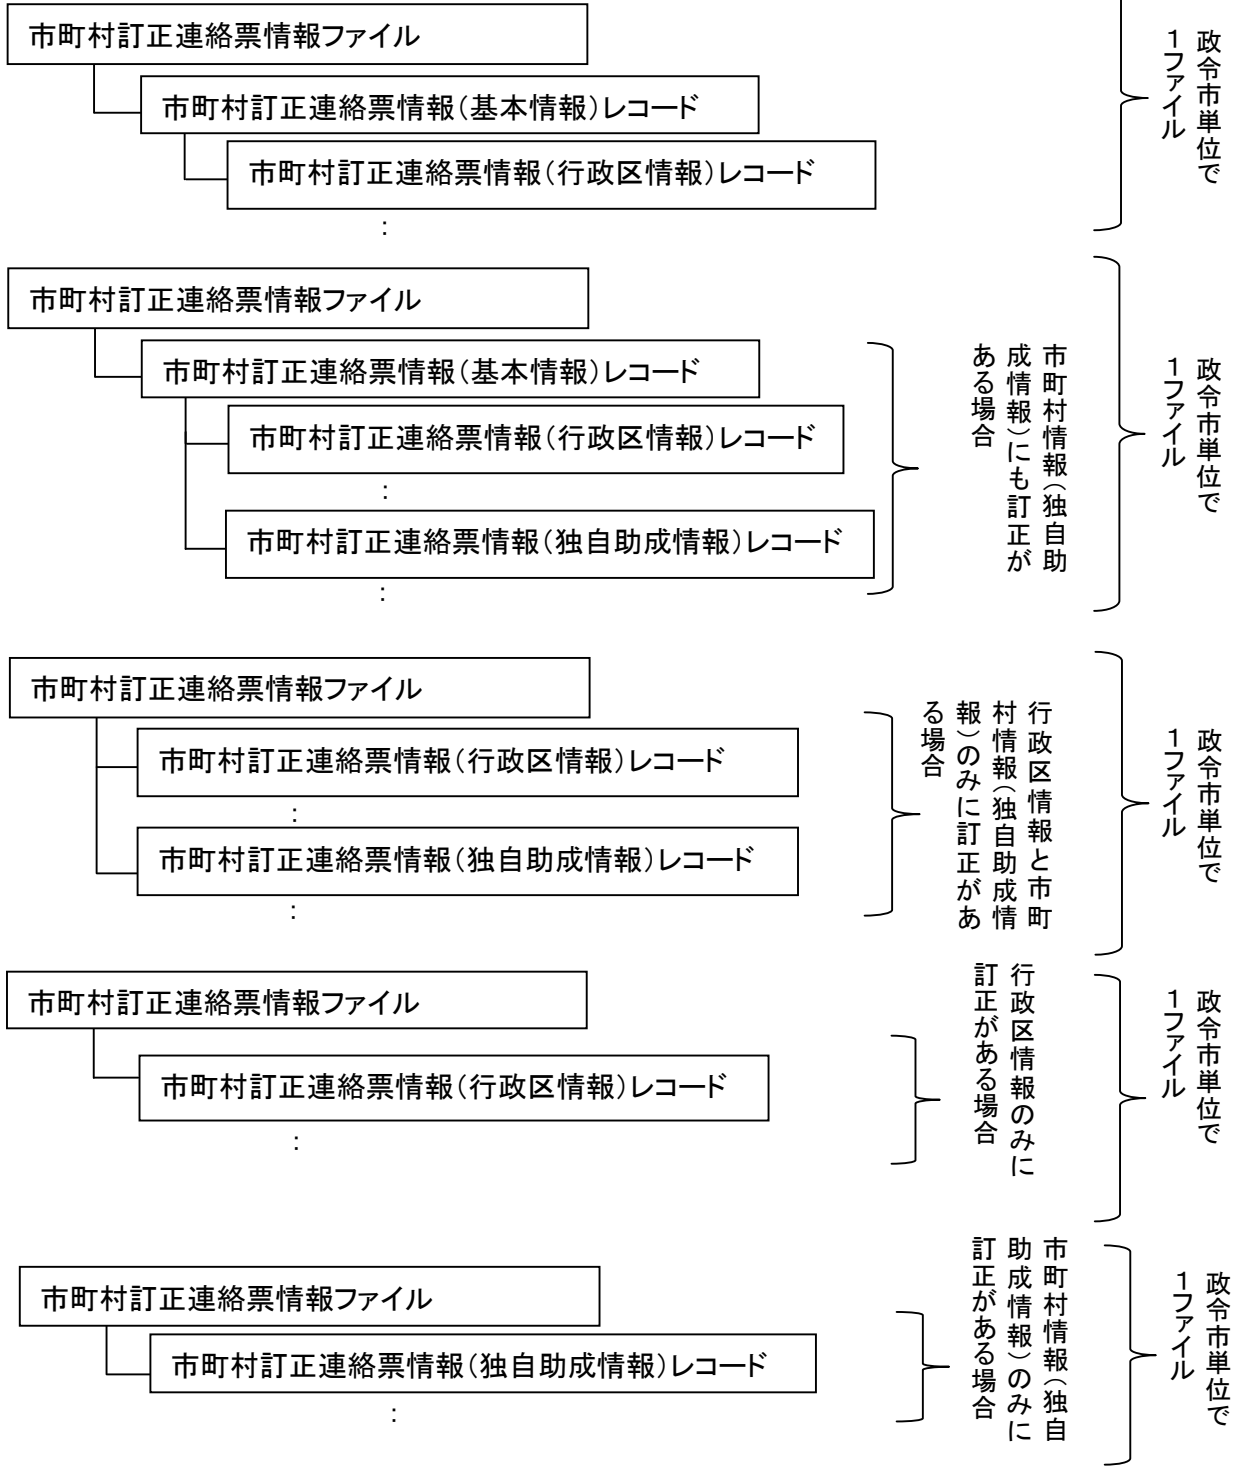 市町村訂正連絡票情報ファイル
市町村訂正連絡票情報（基本情報）レコード
市町村訂正連絡票情報（行政区情報）レコード
：
政令市単位で
１ファイル
市町村訂正連絡票情報ファイル
市町村訂正連絡票情報（基本情報）レコード
市町村訂正連絡票情報（行政区情報）レコード
：
市町村訂正連絡票情報（独自助成情報）レコード
：
市町村情報（独自助
成情報）にも訂正が
ある場合
政令市単位で
１ファイル
市町村訂正連絡票情報ファイル
市町村訂正連絡票情報（行政区情報）レコード
：
市町村訂正連絡票情報（独自助成情報）レコード
：
行政区情報と市町
村情報（独自助成情
報）のみに訂正があ
る場合
政令市単位で
１ファイル
市町村訂正連絡票情報ファイル
市町村訂正連絡票情報（行政区情報）レコード
：
行政区情報のみに
訂正がある場合
政令市単位で
１ファイル
市町村訂正連絡票情報ファイル
市町村訂正連絡票情報（独自助成情報）レコード
：
市町村情報（独自
助成情報）のみに
訂正がある場合
政令市単位で
１ファイル